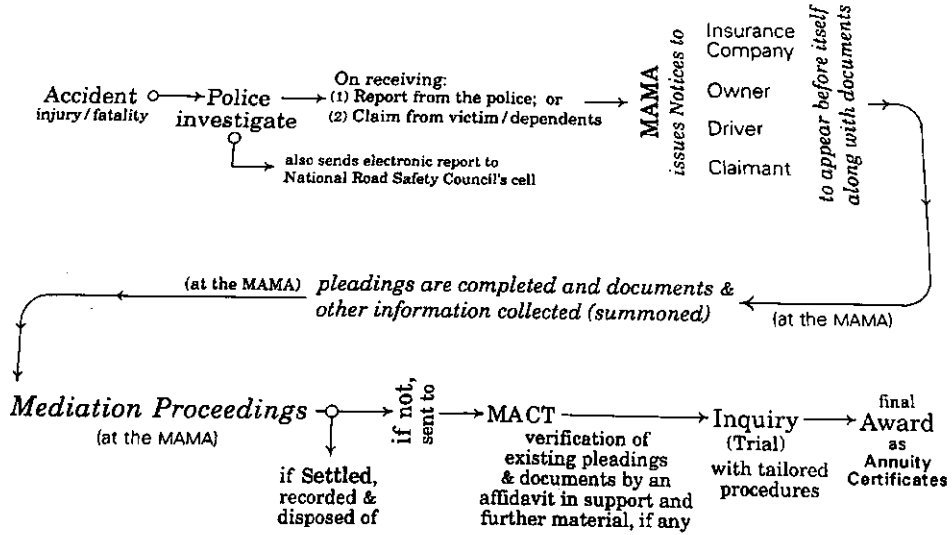 Accident
injury/fatality
Police
investigate
also sends electronic report to
National Road Safety Council's cell
On receiving:
(1) Report from the police; or
(2) Claim from victim/dependents
MAMA
issues Notices to
Insurance
Company
Owner
Driver
Claimant
to appear before itself
along with documents
(at the MAMA)
pleadings are completed and documents &
other information collected (summoned)
(at the MAMA)
Mediation Proceedings
(at the MAMA)
if Settled,
recorded &
disposed of
if not,
sent to
MACT
verification of
existing pleadings
& documents by an
affidavit in support and
further material, if any
Inquiry
(Trial)
with tailored
procedures
final
Award
as
Annuity
Certificates